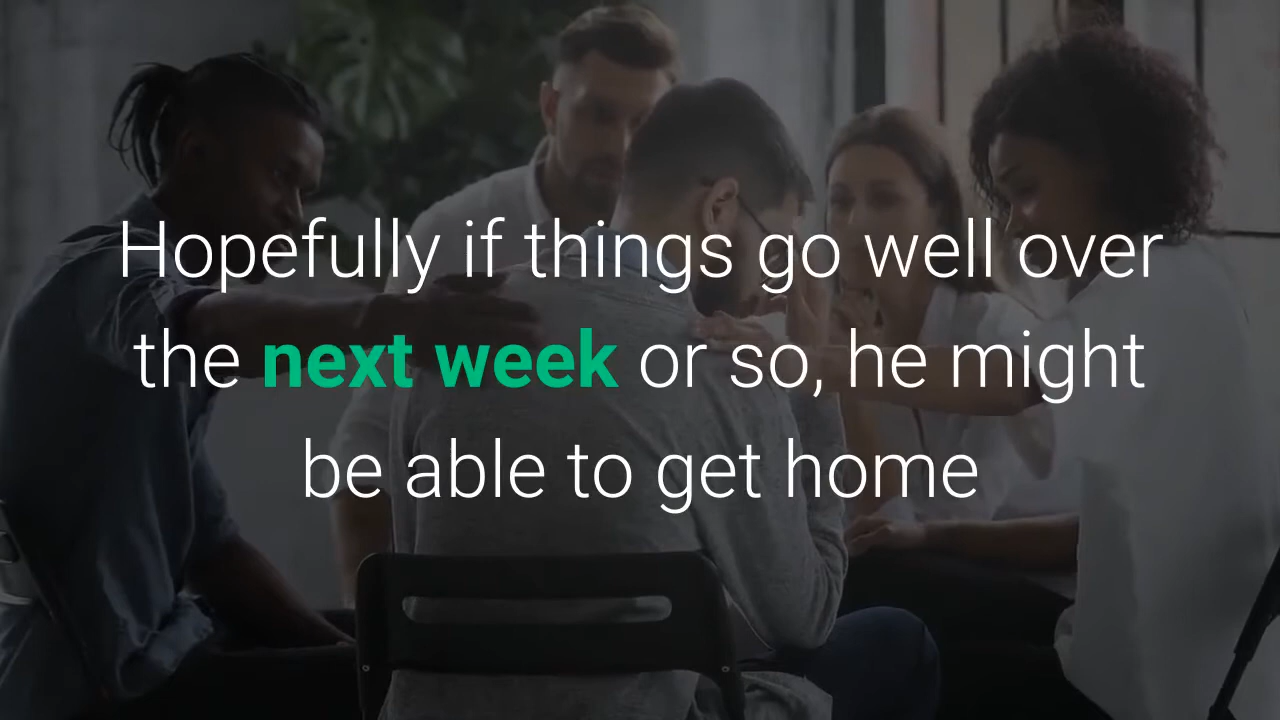 Hopefully if things go well over
the next week or so, he might
be able to get home